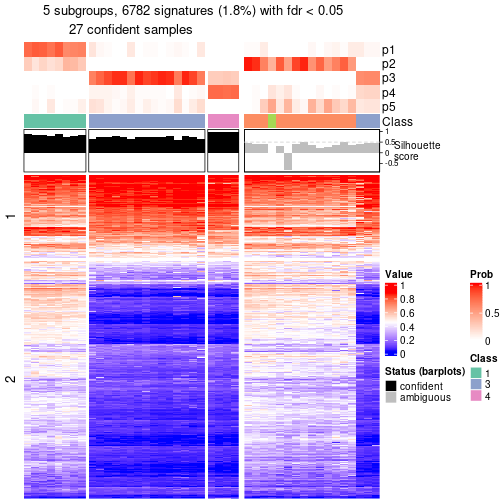 5 subgroups, 6782 signatures (1.8%) with fdr < 0.05
27 confident samples
p1
p2
p3
p4
p5
Class
1
0.5
0
-0.5
Silhouette
score
1
2
Value
1
0.8
0.6
0.4
0.2
0
Status (barplots)
confident
ambiguous
Prob
1
0.5
0
Class
1
3
4